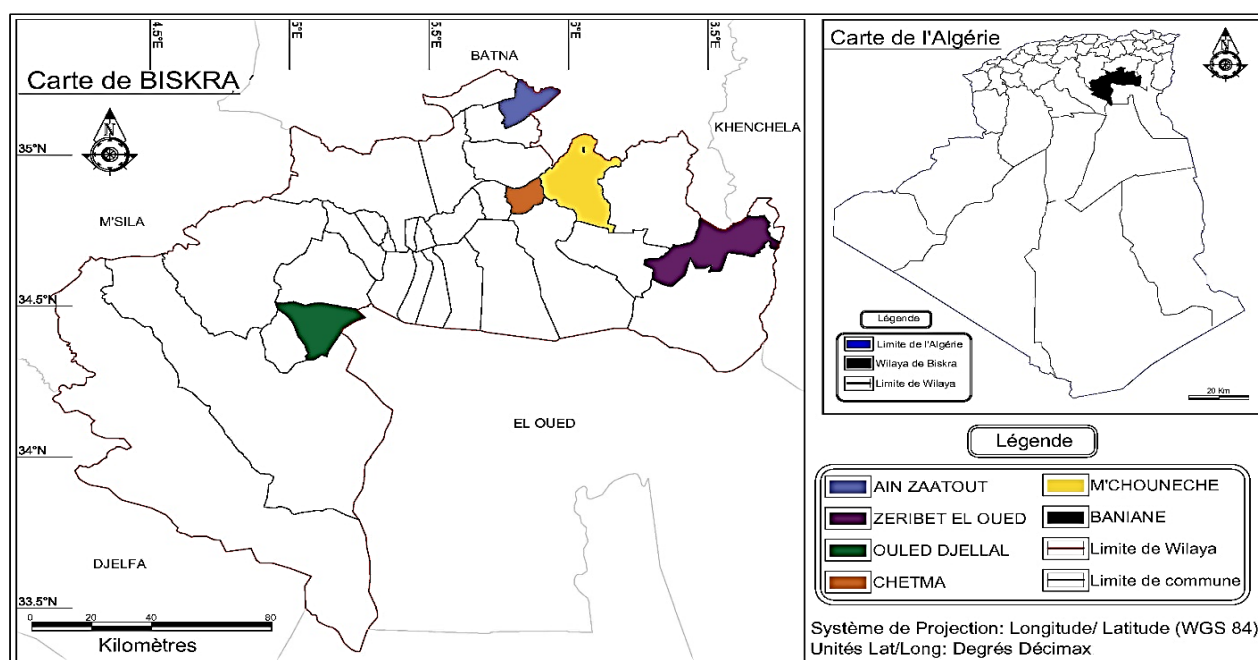 Carte de BISKRA
N
4.5°E
5°E
5.5°E
6°E
6.5°E
35°N
34.5°N
34°N
33.5°N
BATNA
KHENCHELA
M'SILA
EL OUED
DJELFA
0 20 40 60 80
Kilomètres
Carte de l'Algérie
N
Légende
Limite de l'Algérie
Wilaya de Biskra
Limite de Wilaya
20 Km
Légende
AIN ZAATOUT
ZERIBET EL OUED
OULED DJELLAL
CHETMA
M'CHOUNECHE
BANIANE
Limite de Wilaya
Limite de commune
Système de Projection: Longitude/ Latitude (WGS 84)
Unités Lat/Long: Degrés Décimax